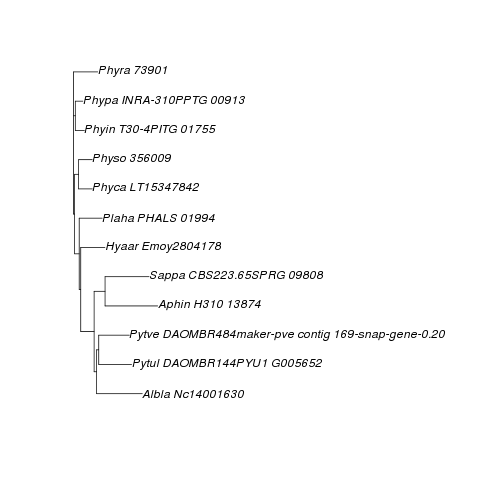 Phyra 73901
Phypa INRA-310PPTG 00913
Phyin T30-4PITG 01755
Physo 356009
Phyca LT15347842
Plaha PHALS 01994
Hyaar Emoy2804178
Sappa CBS223.65SPRG 09808
Aphin H310 13874
Pytve DAOMBR484maker-pve contig 169-snap-gene-0.20
Pytul DAOMBR144PYU1 G005652
Albla Nc14001630